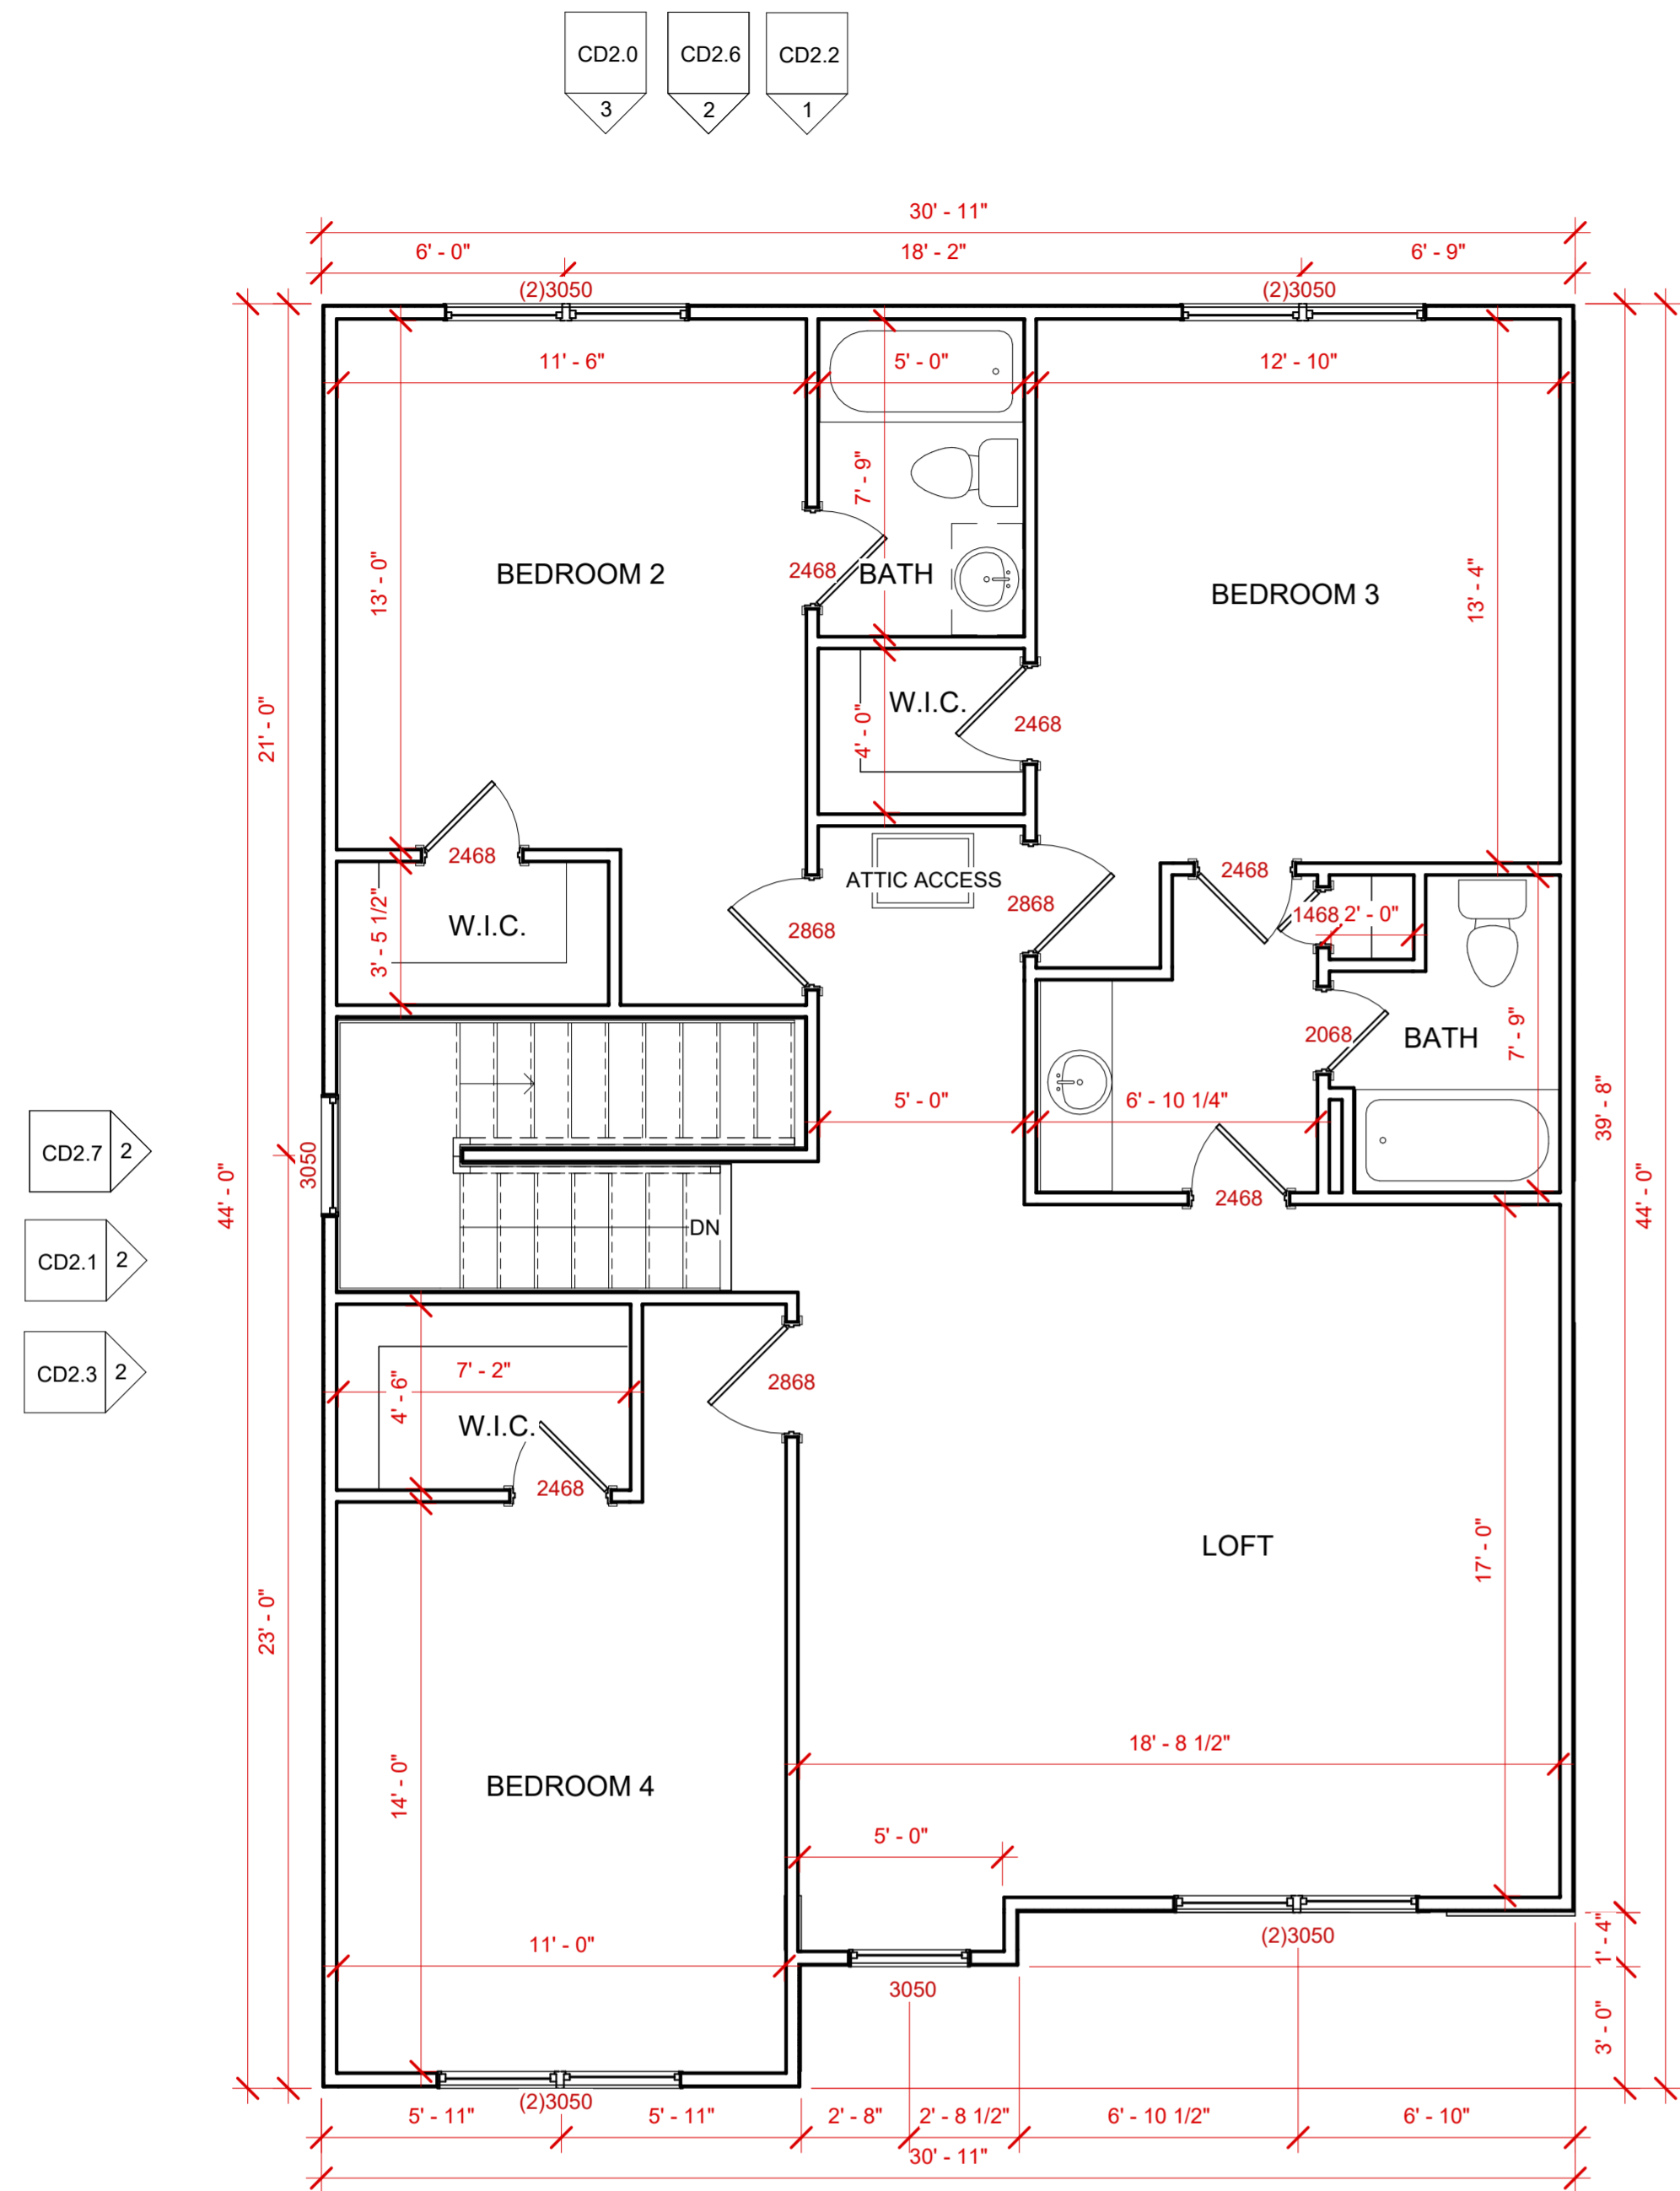 CD2.0
3
CD2.6
2
CD2.2
1
30' - 11"
6' - 0"
18' - 2"
6' - 9"
(2)3050
(2)3050
11' - 6"
5' - 0"
12' - 10"
7' - 9"
13' - 0"
BEDROOM 2
2468
BATH
BEDROOM 3
13' - 4"
21' - 0"
W.I.C.
4' - 0"
2468
2468
ATTIC ACCESS
2868
2468
3' - 5 1/2"
W.I.C.
2868
1468
2' - 0"
2068
BATH
7' - 9"
39' - 8"
5' - 0"
6' - 10 1/4"
CD2.7
2
3050
44' - 0"
2468
44' - 0"
DN
CD2.1
2
CD2.3
2
7' - 2"
4' - 6"
2868
W.I.C.
2468
LOFT
17' - 0"
23' - 0"
18' - 8 1/2"
14' - 0"
BEDROOM 4
5' - 0"
11' - 0"
(2)3050
1' - 4"
3050
3' - 0"
(2)3050
5' - 11"
5' - 11"
2' - 8"
2' - 8 1/2"
6' - 10 1/2"
6' - 10"
30' - 11"